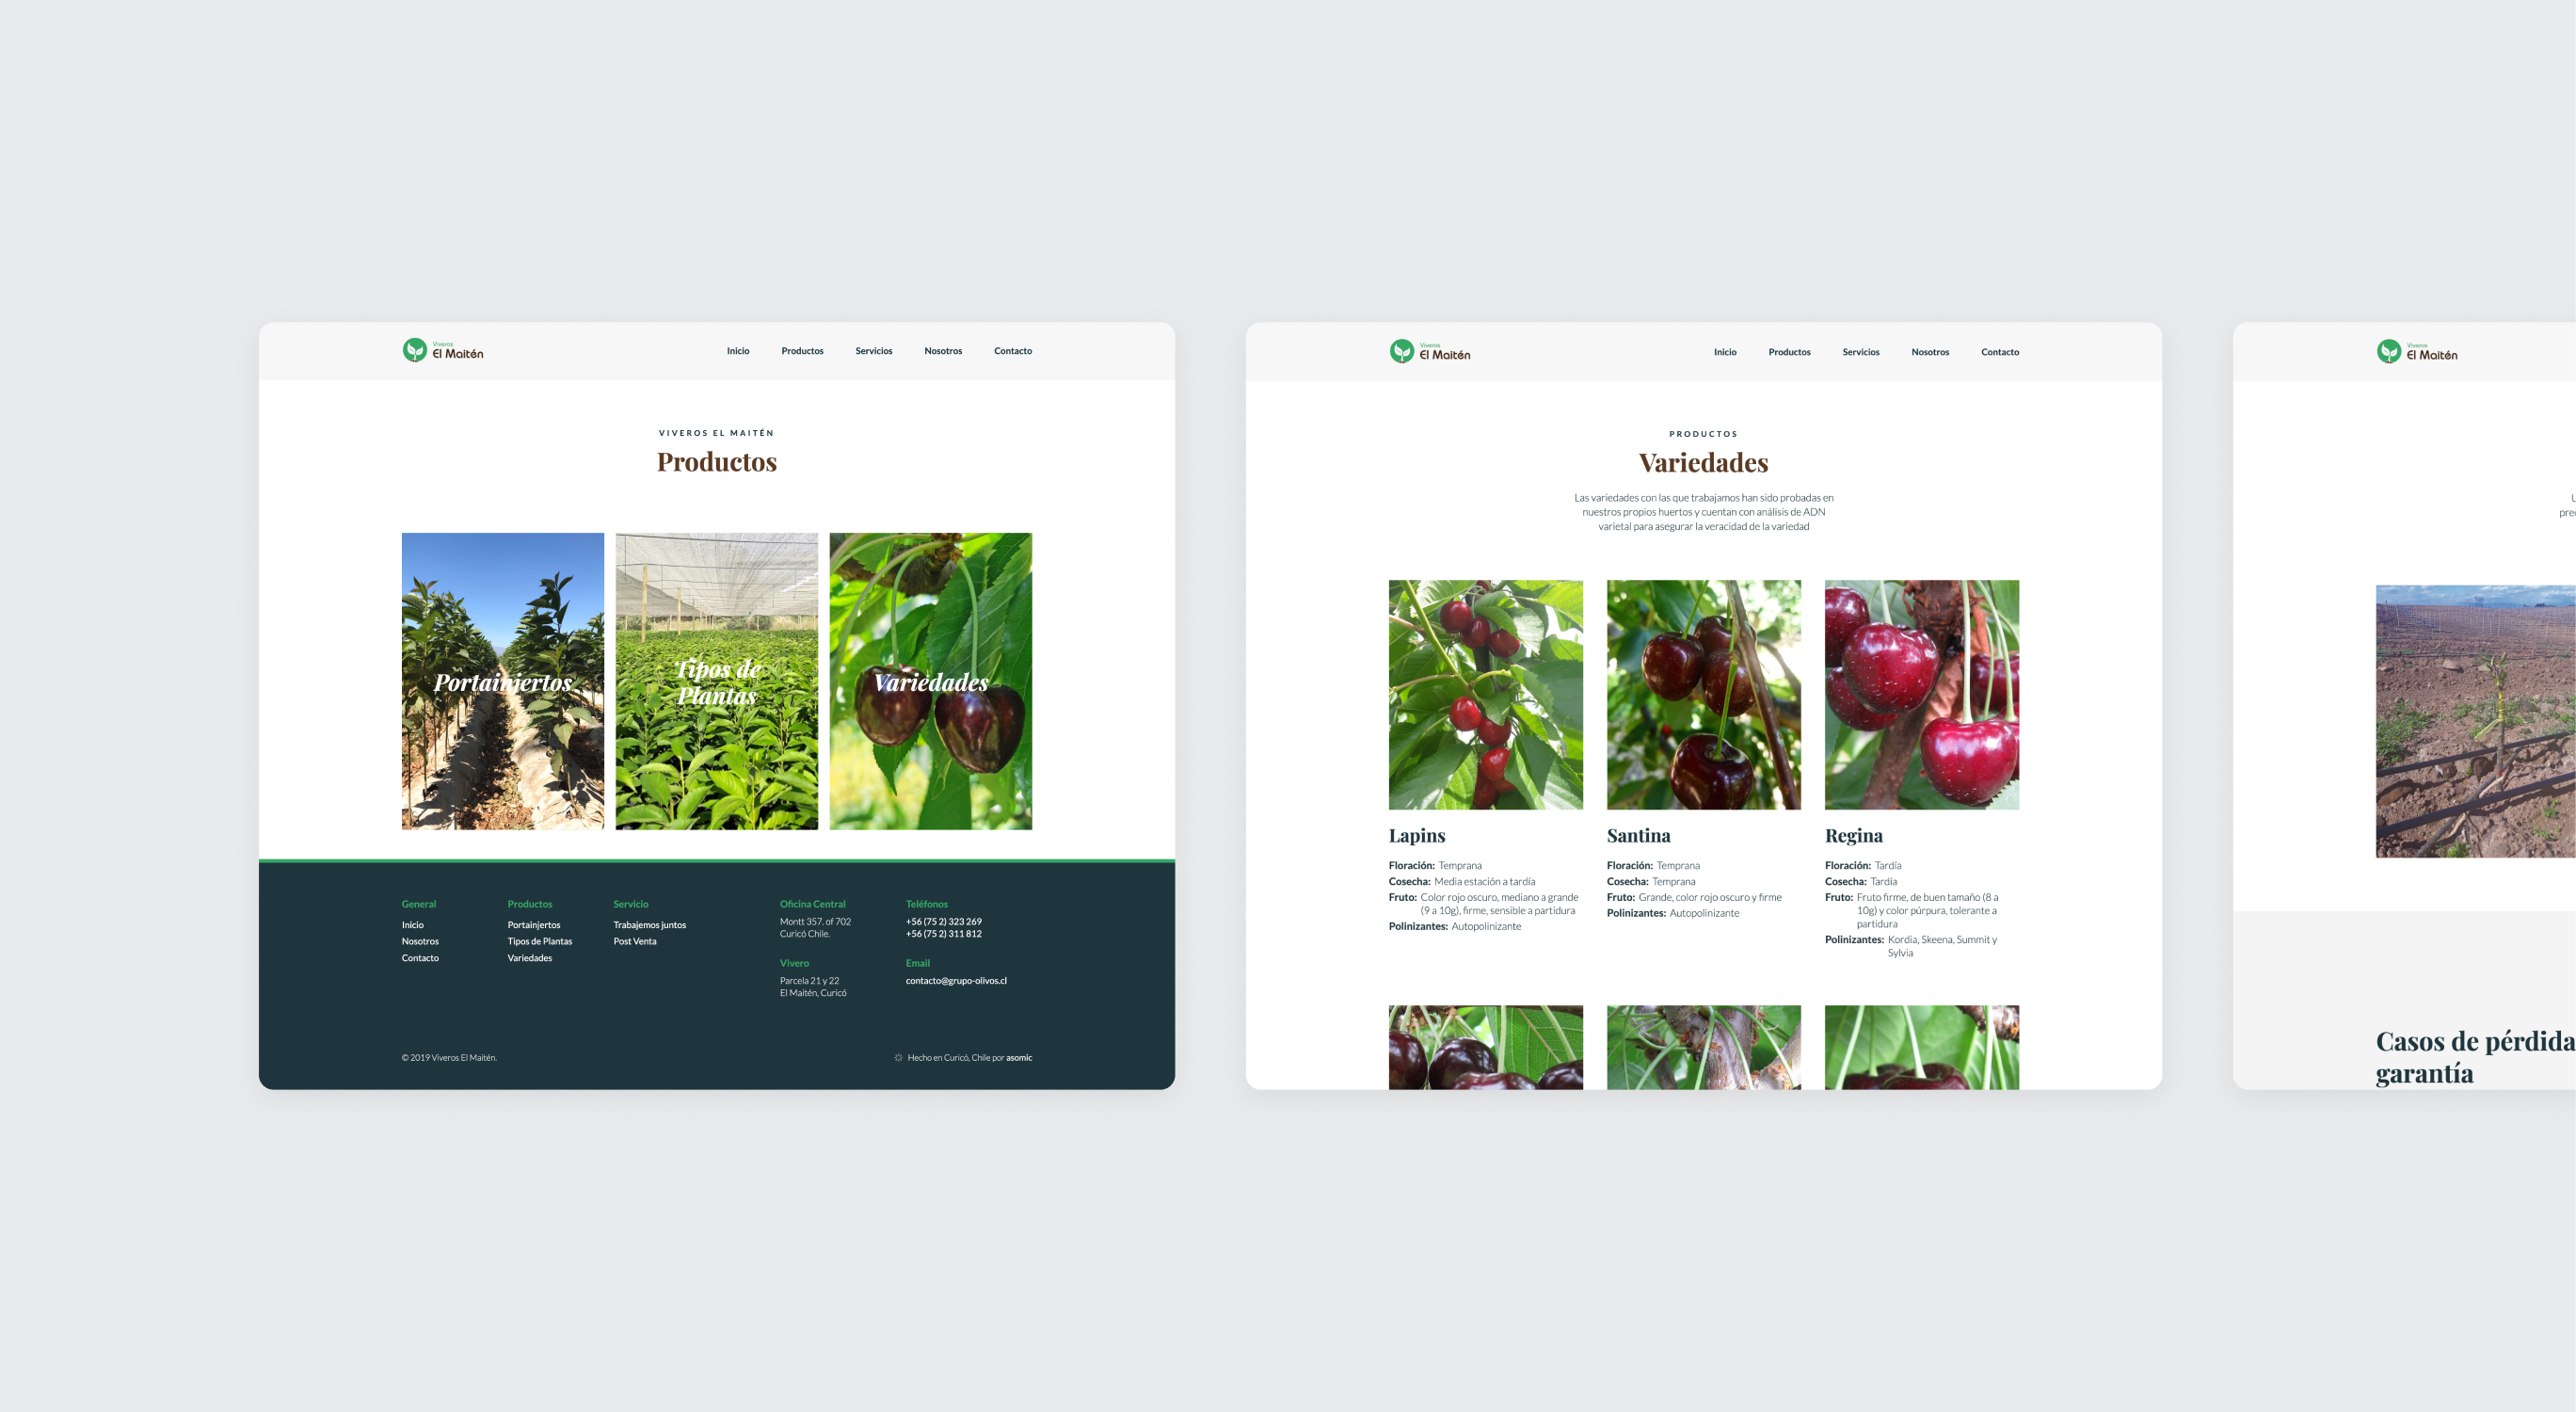 Viveros
El Maitén
Inicio Productos Servicios Nosotros Contacto
VIVEROS EL MAITÉN
Productos
Portainjertos
Tipos de
Plantas
Variedades
General
Inicio
Nosotros
Contacto
Productos
Portainjertos
Tipos de Plantas
Variedades
Servicio
Trabajemos juntos
Post Venta
Oficina Central
Montt 357. of 702
Curicó Chile.
Vivero
Parcela 21 y 22
El Maitén, Curicó
Teléfonos
+56 (75 2) 323 269
+56 (75 2) 311 812
Email
contacto@grupo-olivos.cl
© 2019 Viveros El Maitén.
Hecho en Curicó, Chile por asomic
Viveros
El Maitén
Inicio Productos Servicios Nosotros Contacto
PRODUCTOS
Variedades
Las variedades con las que trabajamos han sido probadas en
nuestros propios huertos y cuentan con análisis de ADN
varietal para asegurar la veracidad de la variedad
Lapins
Floración: Temprana
Cosecha: Media estación a tardía
Fruto: Color rojo oscuro, mediano a grande
(9 a 10g), firme, sensible a partidura
Polinizantes: Autopolinizante
Santina
Floración: Temprana
Cosecha: Temprana
Fruto: Grande, color rojo oscuro y firme
Polinizantes: Autopolinizante
Regina
Floración: Tardía
Cosecha: Tardía
Fruto: Fruto firme, de buen tamaño (8 a
10g) y color púrpura, tolerante a
partidura
Polinizantes: Kordia, Skeena, Summit y
Sylvia
Viveros
El Maitén
Casos de pérdida
garantía